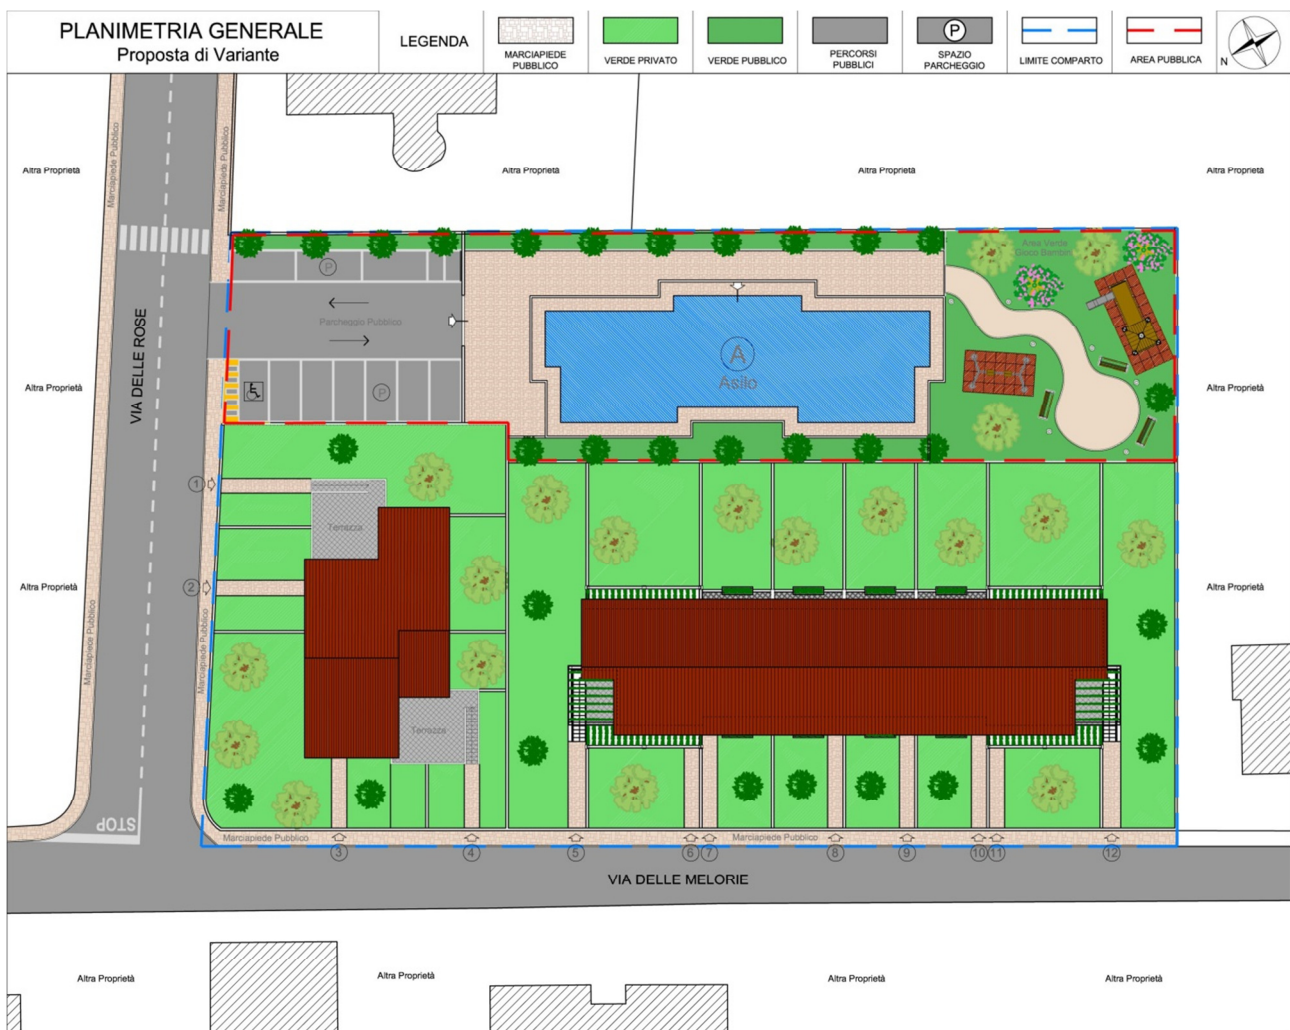 PLANIMETRIA GENERALE
Proposta di Variante
LEGENDA
MARCIAPIEDE
PUBBLICO
VERDE PRIVATO
VERDE PUBBLICO
PERCORSI
PUBBLICI
P
SPAZIO
PARCHEGGIO
LIMITE COMPARTO
AREA PUBBLICA
N
Marciapiede Pubblico
Marciapiede Pubblico
Altra Proprietà
Altra Proprietà
Altra Proprietà
Altra Proprietà
Area Verde
Gioco Bambini
P
Parcheggio Pubblico
VIA DELLE ROSE
A
Asilo
Altra Proprietà
P
Altra Proprietà
1
Terrazza
2
Altra Proprietà
Altra Proprietà
Marciapiede Pubblico
Marciapiede Pubblico
Terrazza
STOP
Marciapiede Pubblico
Marciapiede Pubblico
3
4
5
6
7
8
9
10
11
12
VIA DELLE MELORIE
Altra Proprietà
Altra Proprietà
Altra Proprietà
Altra Proprietà